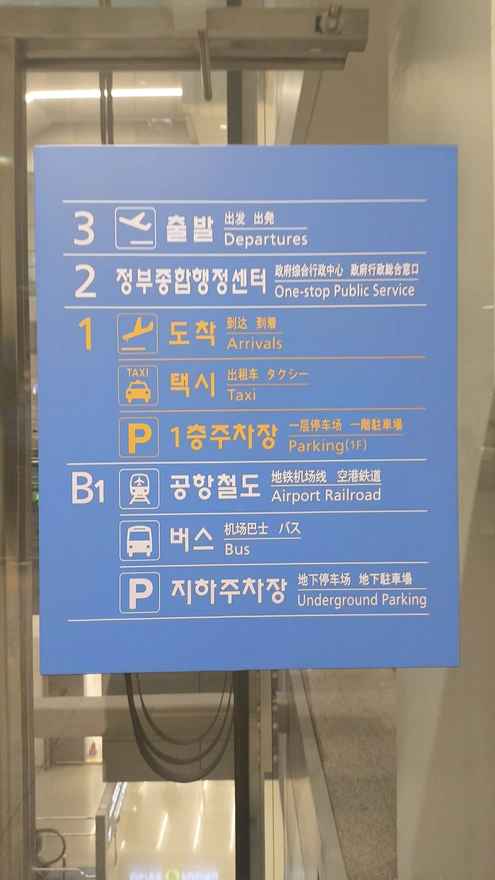 3 출발 出发 出発
Departures
2 정부종합행정센터 政府综合行政中心 政府行政総合窓口
One-stop Public Service
1 도착 到达 到着
Arrivals
TAXI 택시 出租车 タクシー
Taxi
P 1층주차장 一层停车场 一階駐車場
Parking(1F)
B1 공항철도 地铁机场线 空港鉄道
Airport Railroad
버스 机场巴士 バス
Bus
P 지하주차장 地下停车场 地下駐車場
Underground Parking